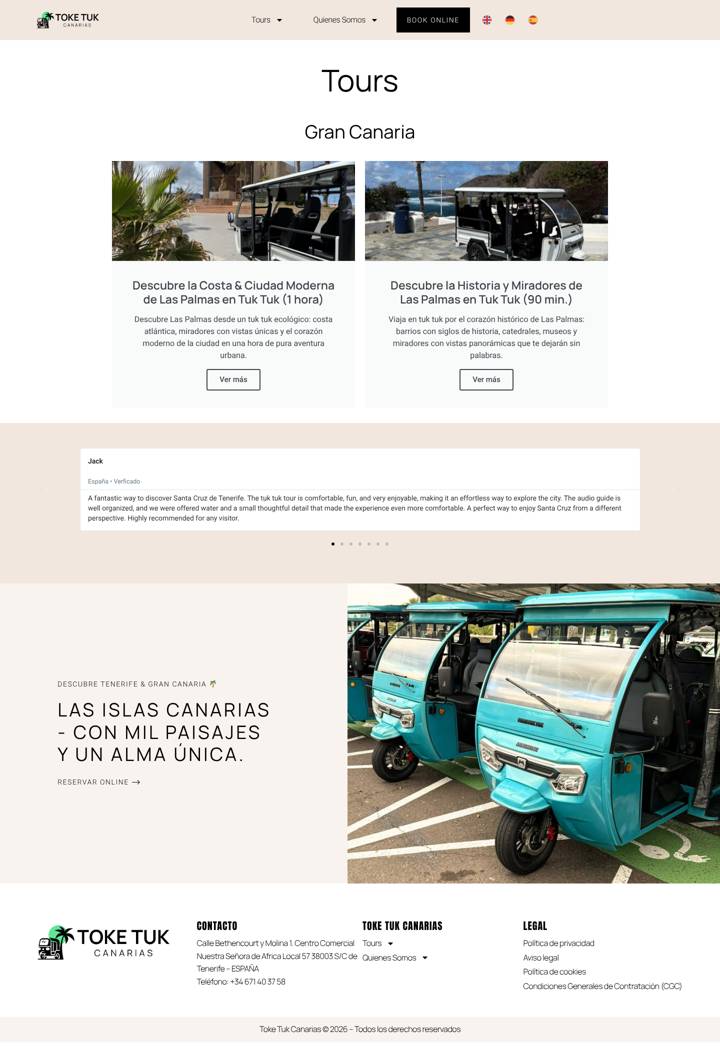 TOKE TUK
CANARIAS
Tours
Quienes Somos
BOOK ONLINE
Tours
Gran Canaria
Descubre la Costa & Ciudad Moderna
de Las Palmas en Tuk Tuk (1 hora)
Descubre Las Palmas desde un tuk tuk ecológico: costa
atlántica, miradores con vistas únicas y el corazón
moderno de la ciudad en una hora de pura aventura
urbana.
Ver más
Descubre la Historia y Miradores de
Las Palmas en Tuk Tuk (90 min.)
Viaja en tuk tuk por el corazón histórico de Las Palmas:
barrios con siglos de historia, catedrales, museos y
miradores con vistas panorámicas que te dejarán sin
palabras.
Ver más
Jack
España • Verficado
A fantastic way to discover Santa Cruz de Tenerife. The tuk tuk tour is comfortable, fun, and very enjoyable, making it an effortless way to explore the city. The audio guide is
well organized, and we were offered water and a small thoughtful detail that made the experience even more comfortable. A perfect way to enjoy Santa Cruz from a different
perspective. Highly recommended for any visitor.
DESCUBRE TENERIFE & GRAN CANARIA 🌴
LAS ISLAS CANARIAS
- CON MIL PAISAJES
Y UN ALMA ÚNICA.
RESERVAR ONLINE →
TOKE TUK
CANARIAS
CONTACTO
Calle Bethencourt y Molina 1. Centro Comercial
Nuestra Señora de Africa Local 57 38003 S/C de
Tenerife – ESPAÑA
Teléfono: +34 671 40 37 58
TOKE TUK CANARIAS
Tours
Quienes Somos
LEGAL
Política de privacidad
Aviso legal
Política de cookies
Condiciones Generales de Contratación (CGC)
Toke Tuk Canarias © 2026 – Todos los derechos reservados